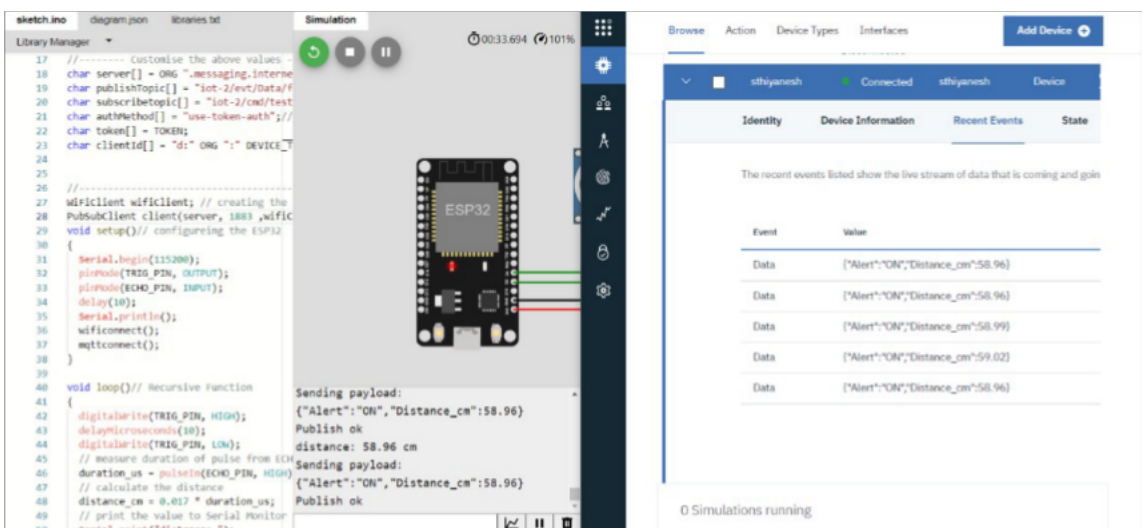 sketch.ino diagram.json libraries.txt
Library Manager
17 //-------- Customise the above values -
18 char server[] = ORG ".messaging.interne
19 char publishTopic[] = "iot-2/evt/Data/f
20 char subscribetopic[] = "iot-2/cmd/test
21 char authMethod[] = "use-token-auth";//
22 char token[] = TOKEN;
23 char clientId[] = "d:" ORG ":" DEVICE_T
24
25
26 //-----------------------------------
27 WiFiClient wifiClient; // creating the
28 PubSubClient client(server, 1883 ,wifiC
29 void setup()// configureing the ESP32
30 {
31 Serial.begin(115200);
32 pinMode(TRIG_PIN, OUTPUT);
33 pinMode(ECHO_PIN, INPUT);
34 delay(10);
35 Serial.println();
36 wificonnect();
37 mqttconnect();
38 }
39
40 void loop()// Recursive Function
41 {
42 digitalWrite(TRIG_PIN, HIGH);
43 delayMicroseconds(10);
44 digitalWrite(TRIG_PIN, LOW);
45 // measure duration of pulse from ECH
46 duration_us = pulseIn(ECHO_PIN, HIGH)
47 // calculate the distance
48 distance_cm = 0.017 * duration_us;
49 // print the value to Serial Monitor
Simulation
00:33.694 101%
ESP32
Sending payload:
{"Alert":"ON","Distance_cm":58.96}
Publish ok
distance: 58.96 cm
Sending payload:
{"Alert":"ON","Distance_cm":58.96}
Publish ok
Browse Action Device Types Interfaces Add Device
sthiyanesh Connected sthiyanesh Device
Identity Device Information Recent Events State
The recent events listed show the live stream of data that is coming and goin
Event Value
Data {"Alert":"ON","Distance_cm":58.96}
Data {"Alert":"ON","Distance_cm":58.96}
Data {"Alert":"ON","Distance_cm":58.99}
Data {"Alert":"ON","Distance_cm":59.02}
Data {"Alert":"ON","Distance_cm":58.96}
0 Simulations running